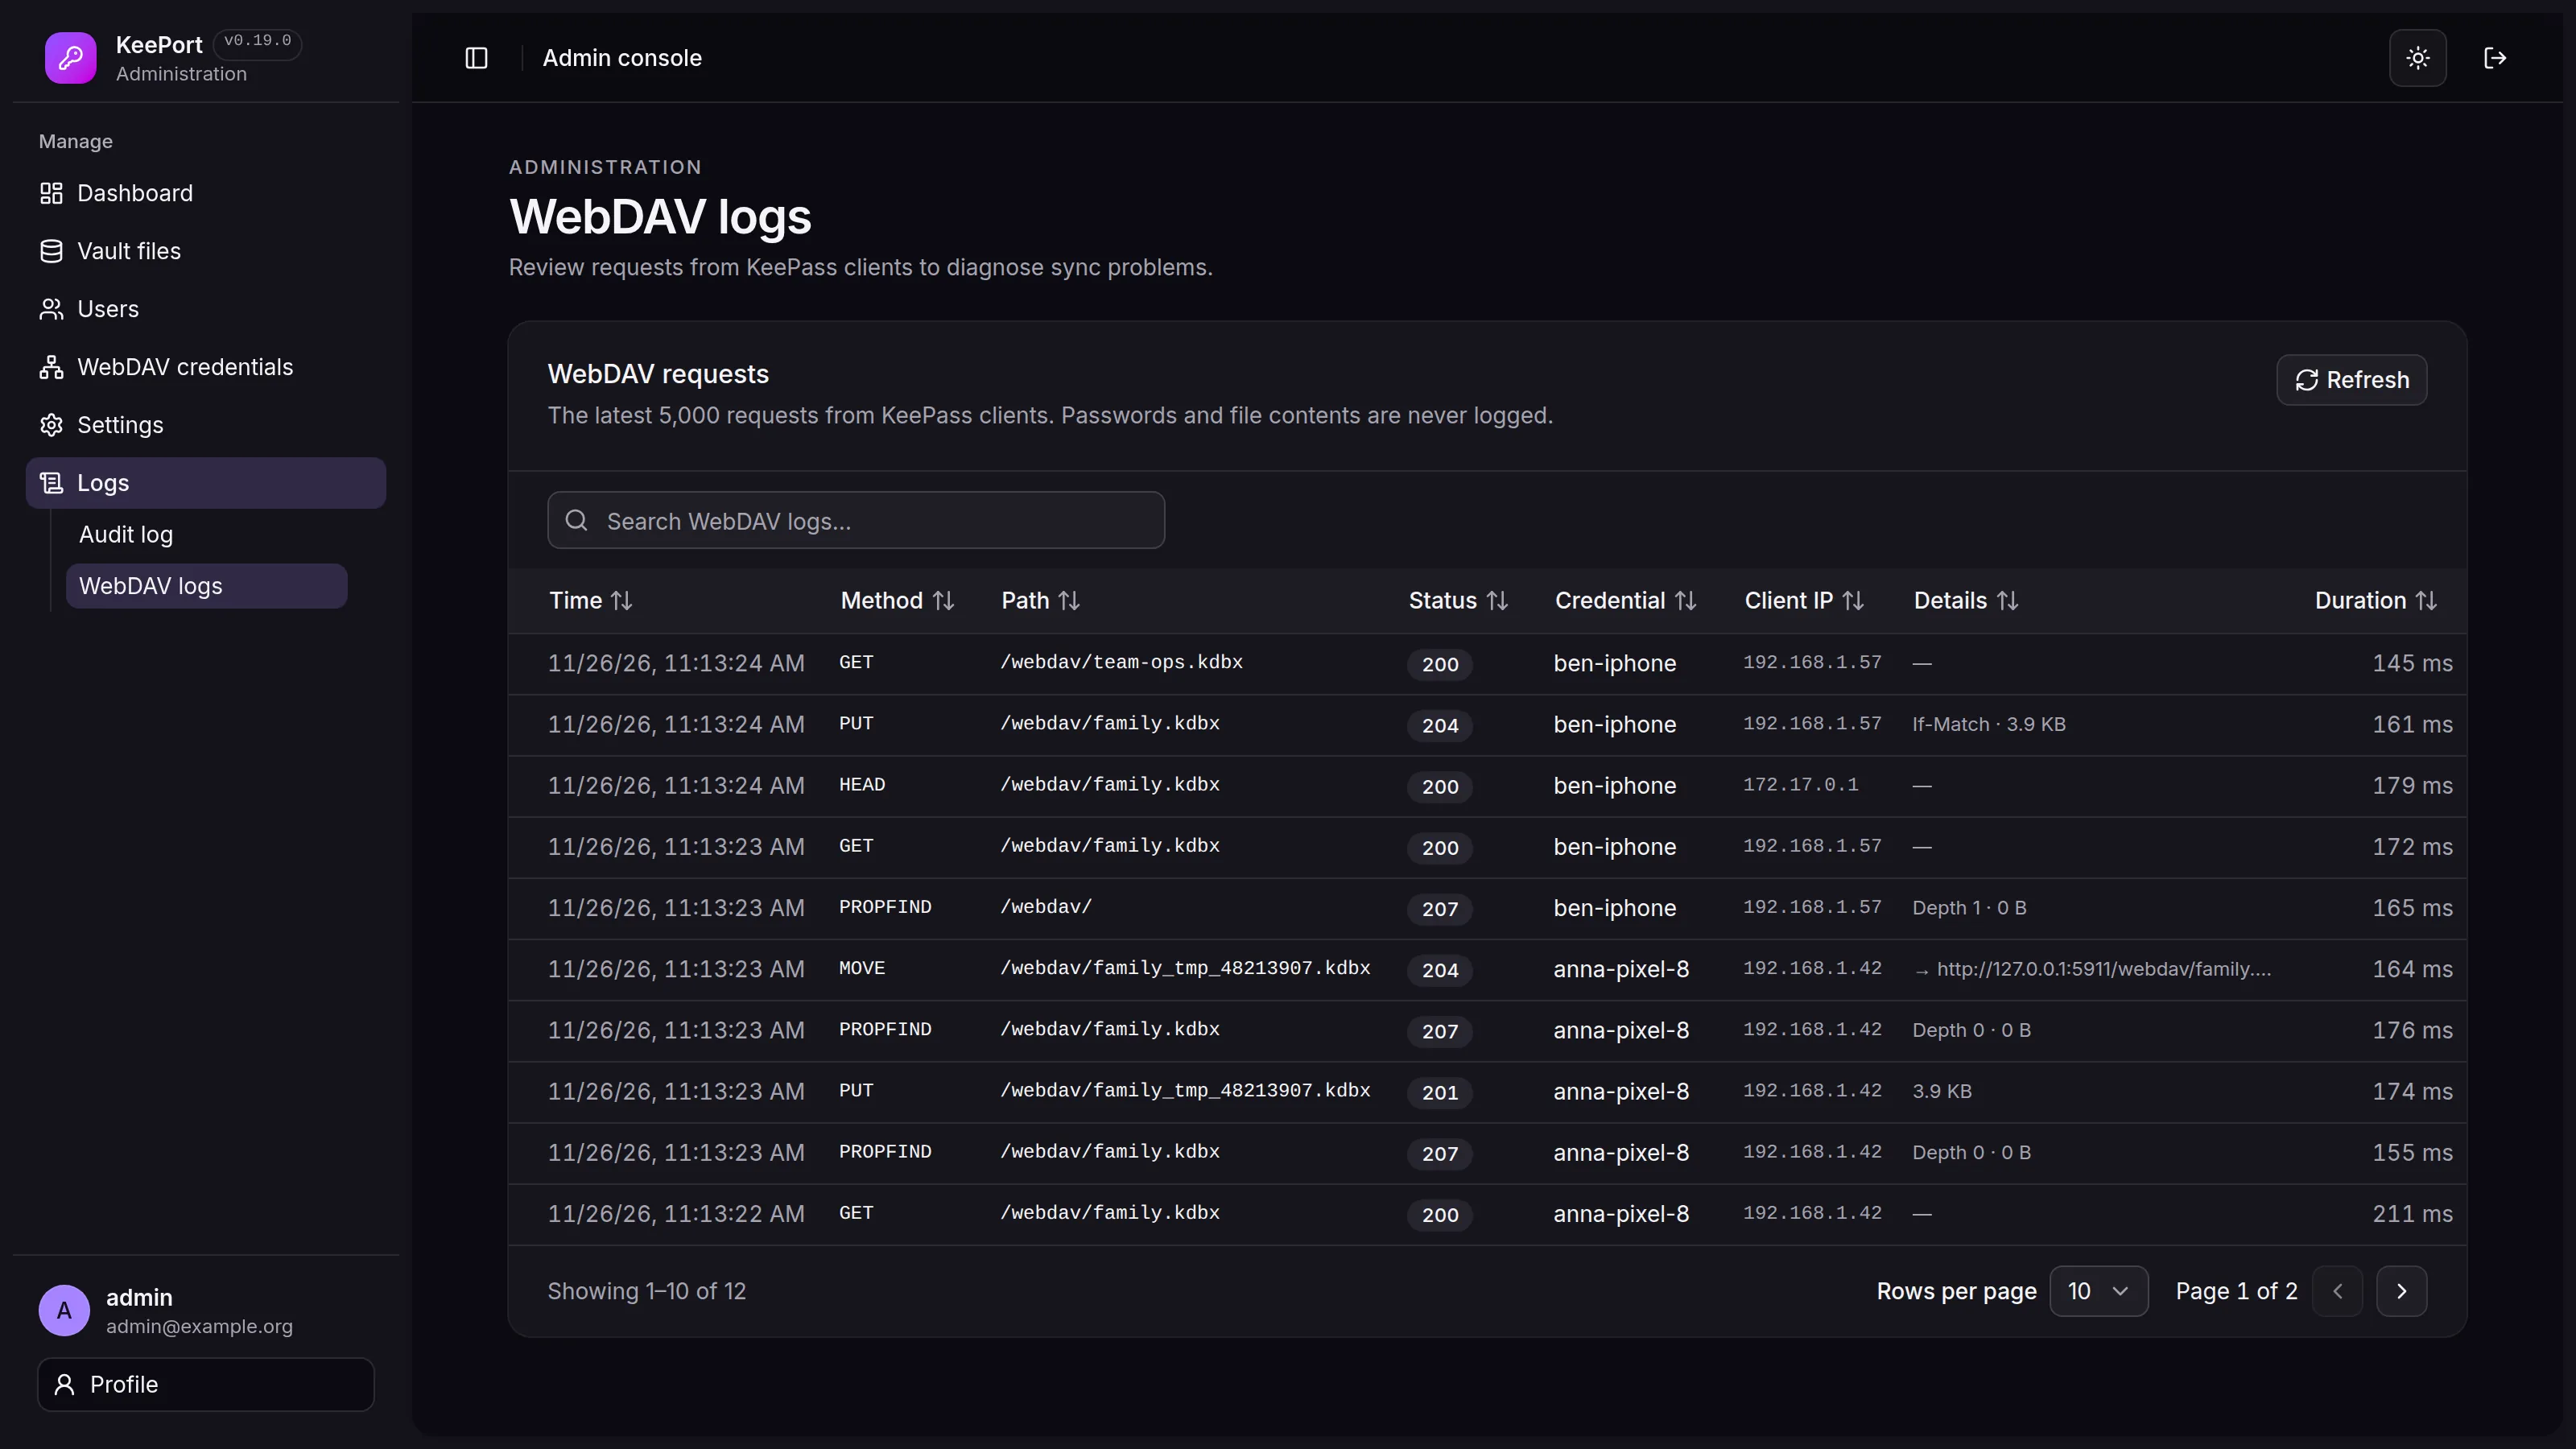 KeePort v0.19.0
Administration
Manage
Dashboard
Vault files
Users
WebDAV credentials
Settings
Logs
Audit log
WebDAV logs
A
admin
admin@example.org
Profile
Admin console
ADMINISTRATION
WebDAV logs
Review requests from KeePass clients to diagnose sync problems.
WebDAV requests
The latest 5,000 requests from KeePass clients. Passwords and file contents are never logged.
Refresh
Search WebDAV logs...
Time Method Path Status Credential Client IP Details Duration
11/26/26, 11:13:24 AM GET /webdav/team-ops.kdbx 200 ben-iphone 192.168.1.57 — 145 ms
11/26/26, 11:13:24 AM PUT /webdav/family.kdbx 204 ben-iphone 192.168.1.57 If-Match · 3.9 KB 161 ms
11/26/26, 11:13:24 AM HEAD /webdav/family.kdbx 200 ben-iphone 172.17.0.1 — 179 ms
11/26/26, 11:13:23 AM GET /webdav/family.kdbx 200 ben-iphone 192.168.1.57 — 172 ms
11/26/26, 11:13:23 AM PROPFIND /webdav/ 207 ben-iphone 192.168.1.57 Depth 1 · 0 B 165 ms
11/26/26, 11:13:23 AM MOVE /webdav/family_tmp_48213907.kdbx 204 anna-pixel-8 192.168.1.42 → http://127.0.0.1:5911/webdav/family.... 164 ms
11/26/26, 11:13:23 AM PROPFIND /webdav/family.kdbx 207 anna-pixel-8 192.168.1.42 Depth 0 · 0 B 176 ms
11/26/26, 11:13:23 AM PUT /webdav/family_tmp_48213907.kdbx 201 anna-pixel-8 192.168.1.42 3.9 KB 174 ms
11/26/26, 11:13:23 AM PROPFIND /webdav/family.kdbx 207 anna-pixel-8 192.168.1.42 Depth 0 · 0 B 155 ms
11/26/26, 11:13:22 AM GET /webdav/family.kdbx 200 anna-pixel-8 192.168.1.42 — 211 ms
Showing 1–10 of 12 Rows per page 10 Page 1 of 2